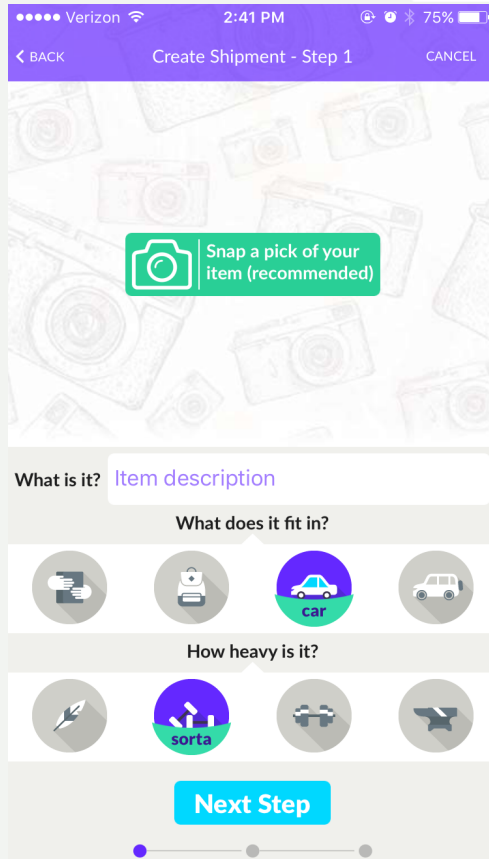 Verizon 2:41 PM 75%
BACK Create Shipment - Step 1 CANCEL
Snap a pick of your
item (recommended)
What is it? Item description
What does it fit in?
car
How heavy is it?
sorta
Next Step